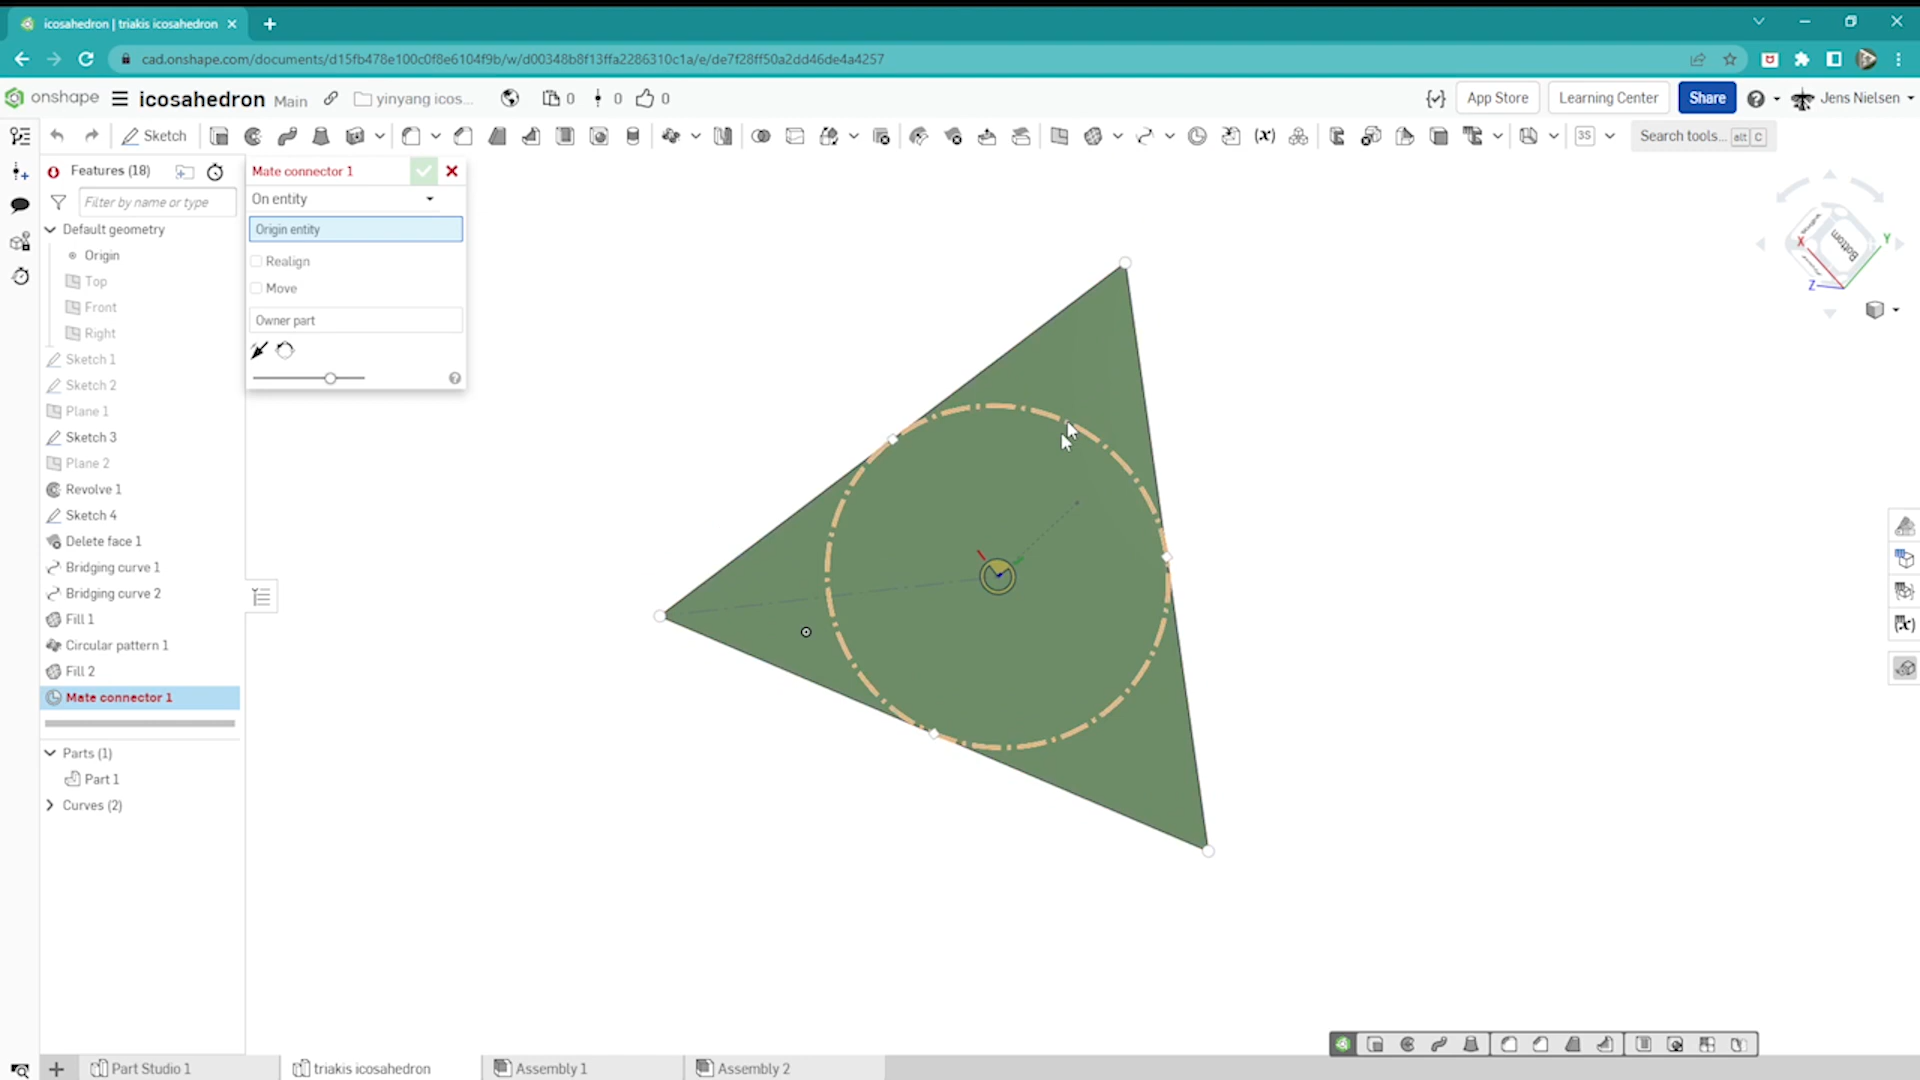 icosahedron | triakis icosahedron
cad.onshape.com/documents/d15fb478e100c0f8e6104f9b/w/d00348b8f13ffa2286310c1a/e/de7f28ff50a2dd46de4a4257
onshape icosahedron Main yinyang icos... 0 0 0 App Store Learning Center Share Jens Nielsen
Sketch 3S Search tools... alt C
Features (18)
Filter by name or type
Default geometry
Origin
Top
Front
Right
Sketch 1
Sketch 2
Plane 1
Sketch 3
Plane 2
Revolve 1
Sketch 4
Delete face 1
Bridging curve 1
Bridging curve 2
Fill 1
Circular pattern 1
Fill 2
Mate connector 1
Parts (1)
Part 1
Curves (2)
Mate connector 1
On entity
Origin entity
Realign
Move
Owner part
X Y Z
Bottom
(x)
Part Studio 1 triakis icosahedron Assembly 1 Assembly 2